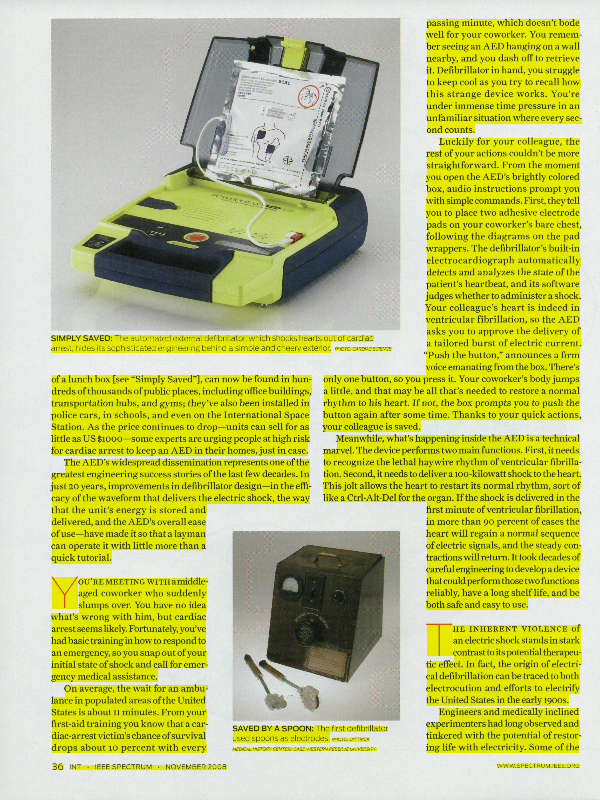 SIMPLY SAVED: The automated external defibrillator, which shocks hearts out of cardiac
arrest, hides its sophisticated engineering behind a simple and cheery exterior. PHOTO: CARDIAC SCIENCE
of a lunch box [see “Simply Saved”], can now be found in hun-
dreds of thousands of public places, including office buildings,
transportation hubs, and gyms; they’ve also been installed in
police cars, in schools, and even on the International Space
Station. As the price continues to drop—units can sell for as
little as US $1000—some experts are urging people at high risk
for cardiac arrest to keep an AED in their homes, just in case.
The AED’s widespread dissemination represents one of the
greatest engineering success stories of the last few decades. In
just 20 years, improvements in defibrillator design—in the effi-
cacy of the waveform that delivers the electric shock, the way
that the unit’s energy is stored and
delivered, and the AED’s overall ease
of use—have made it so that a layman
can operate it with little more than a
quick tutorial.
YOU’RE MEETING WITH a middle-
aged coworker who suddenly
slumps over. You have no idea
what’s wrong with him, but cardiac
arrest seems likely. Fortunately, you’ve
had basic training in how to respond to
an emergency, so you snap out of your
initial state of shock and call for emer-
gency medical assistance.
On average, the wait for an ambu-
lance in populated areas of the United
States is about 11 minutes. From your
first-aid training you know that a car-
diac-arrest victim’s chance of survival
drops about 10 percent with every
passing minute, which doesn’t bode
well for your coworker. You remem-
ber seeing an AED hanging on a wall
nearby, and you dash off to retrieve
it. Defibrillator in hand, you struggle
to keep cool as you try to recall how
this strange device works. You’re
under immense time pressure in an
unfamiliar situation where every sec-
ond counts.
Luckily for your colleague, the
rest of your actions couldn’t be more
straightforward. From the moment
you open the AED’s brightly colored
box, audio instructions prompt you
with simple commands. First, they tell
you to place two adhesive electrode
pads on your coworker’s bare chest,
following the diagrams on the pad
wrappers. The defibrillator’s built-in
electrocardiograph automatically
detects and analyzes the state of the
patient’s heartbeat, and its software
judges whether to administer a shock.
Your colleague’s heart is indeed in
ventricular fibrillation, so the AED
asks you to approve the delivery of
a tailored burst of electric current.
“Push the button,” announces a firm
voice emanating from the box. There’s
only one button, so you press it. Your coworker’s body jumps
a little, and that may be all that’s needed to restore a normal
rhythm to his heart. If not, the box prompts you to push the
button again after some time. Thanks to your quick actions,
your colleague is saved.
Meanwhile, what’s happening inside the AED is a technical
marvel. The device performs two main functions. First, it needs
to recognize the lethal haywire rhythm of ventricular fibrilla-
tion. Second, it needs to deliver a 100-kilowatt shock to the heart.
This jolt allows the heart to restart its normal rhythm, sort of
like a Ctrl-Alt-Del for the organ. If the shock is delivered in the
first minute of ventricular fibrillation,
in more than 90 percent of cases the
heart will regain a normal sequence
of electric signals, and the steady con-
tractions will return. It took decades of
careful engineering to develop a device
that could perform those two functions
reliably, have a long shelf life, and be
both safe and easy to use.
THE INHERENT VIOLENCE of
an electric shock stands in stark
contrast to its potential therapeu-
tic effect. In fact, the origin of electri-
cal defibrillation can be traced to both
electrocution and efforts to electrify
the United States in the early 1900s.
Engineers and medically inclined
experimenters had long observed and
tinkered with the potential of restor-
ing life with electricity. Some of the
SAVED BY A SPOON: The first defibrillator
used spoons as electrodes.
MEDICAL HISTORY CENTER/CASE WESTERN RESERVE UNIVERSITY
36 INT · IEEE SPECTRUM · NOVEMBER 2008
WWW.SPECTRUM.IEEE.ORG